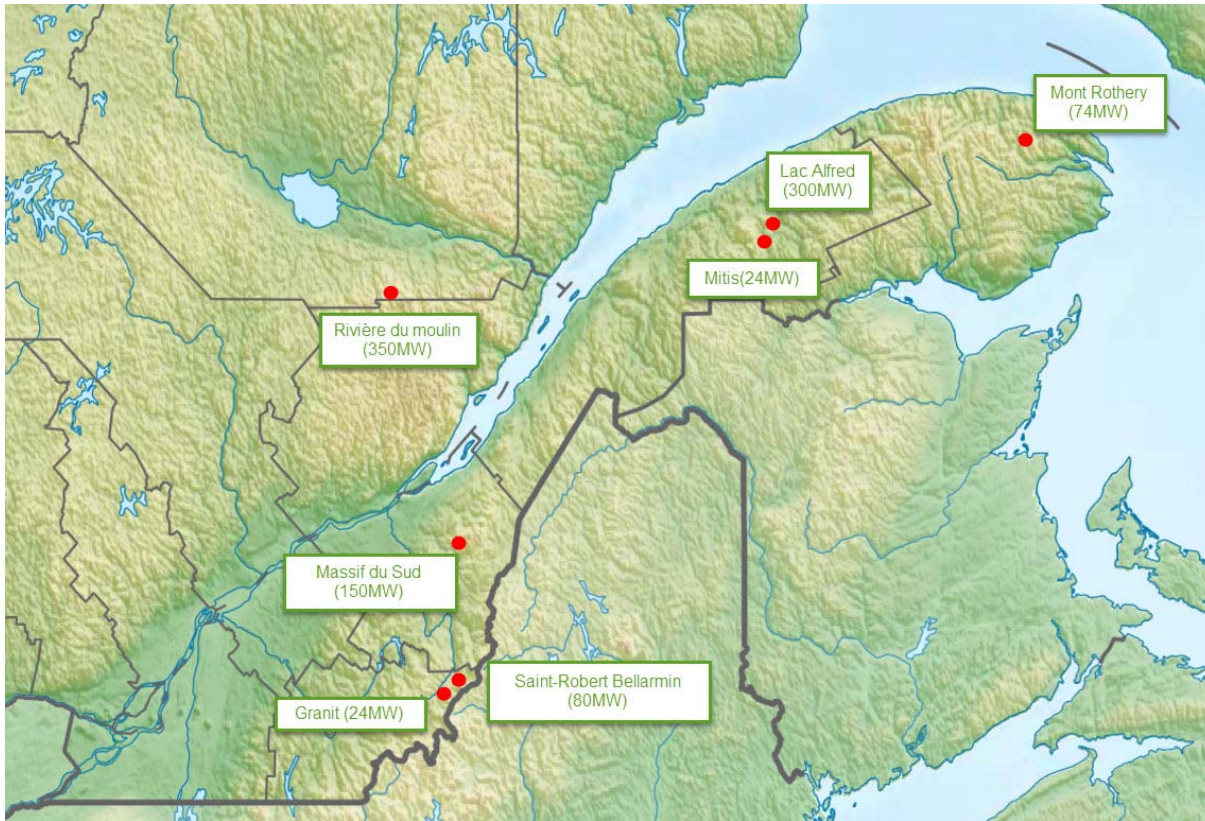 Mont Rothery
(74MW)
Lac Alfred
(300MW)
Mitis(24MW)
Rivière du moulin
(350MW)
Massif du Sud
(150MW)
Saint-Robert Bellarmin
(80MW)
Granit (24MW)